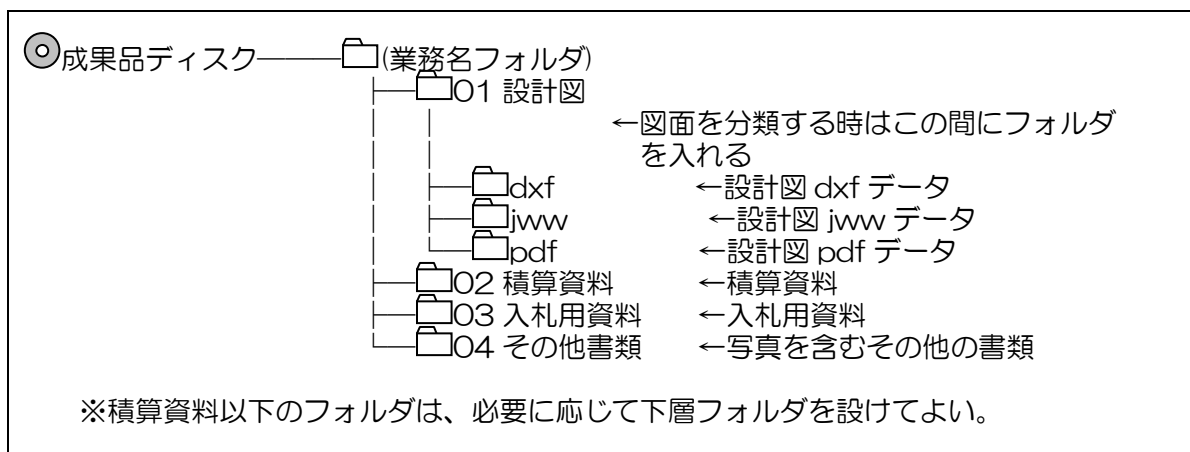 成果品ディスク (業務名フォルダ)
01 設計図
←図面を分類する時はこの間にフォルダ
を入れる
dxf ←設計図 dxf データ
jww ←設計図 jww データ
pdf ←設計図 pdf データ
02 積算資料 ←積算資料
03 入札用資料 ←入札用資料
04 その他書類 ←写真を含むその他の書類
※積算資料以下のフォルダは、必要に応じて下層フォルダを設けてよい。